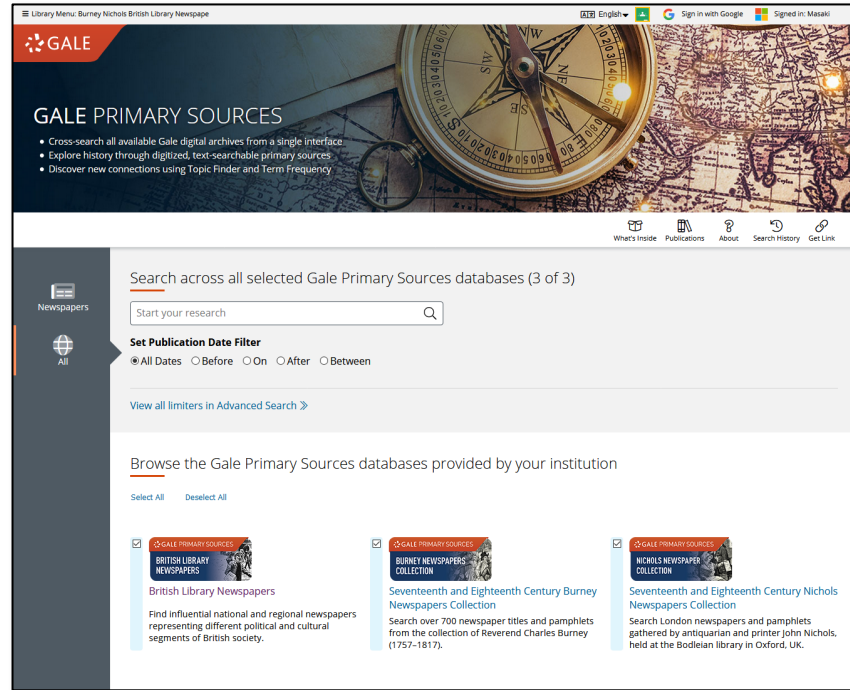 Library Menu: Burney Nichols British Library Newspape
English
Sign in with Google
Signed in: Masaki
GALE
GALE PRIMARY SOURCES
• Cross-search all available Gale digital archives from a single interface
• Explore history through digitized, text-searchable primary sources
• Discover new connections using Topic Finder and Term Frequency
What's Inside
Publications
About
Search History
Get Link
Newspapers
All
Search across all selected Gale Primary Sources databases (3 of 3)
Start your research
Set Publication Date Filter
All Dates Before On After Between
View all limiters in Advanced Search
Browse the Gale Primary Sources databases provided by your institution
Select All Deselect All
GALE PRIMARY SOURCES
BRITISH LIBRARY
NEWSPAPERS
British Library Newspapers
Find influential national and regional newspapers
representing different political and cultural
segments of British society.
GALE PRIMARY SOURCES
BURNEY NEWSPAPERS
COLLECTION
Seventeenth and Eighteenth Century Burney
Newspapers Collection
Search over 700 newspaper titles and pamphlets
from the collection of Reverend Charles Burney
(1757–1817).
GALE PRIMARY SOURCES
NICHOLS NEWSPAPER
COLLECTION
Seventeenth and Eighteenth Century Nichols
Newspapers Collection
Search London newspapers and pamphlets
gathered by antiquarian and printer John Nichols,
held at the Bodleian library in Oxford, UK.